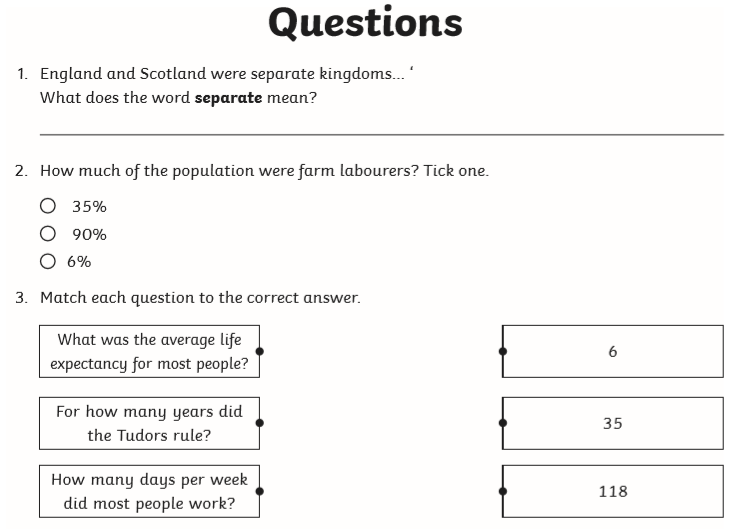 Questions
1. England and Scotland were separate kingdoms... ‘
What does the word separate mean?
2. How much of the population were farm labourers? Tick one.
35%
90%
6%
3. Match each question to the correct answer.
What was the average life
expectancy for most people?
6
For how many years did
the Tudors rule?
35
How many days per week
did most people work?
118